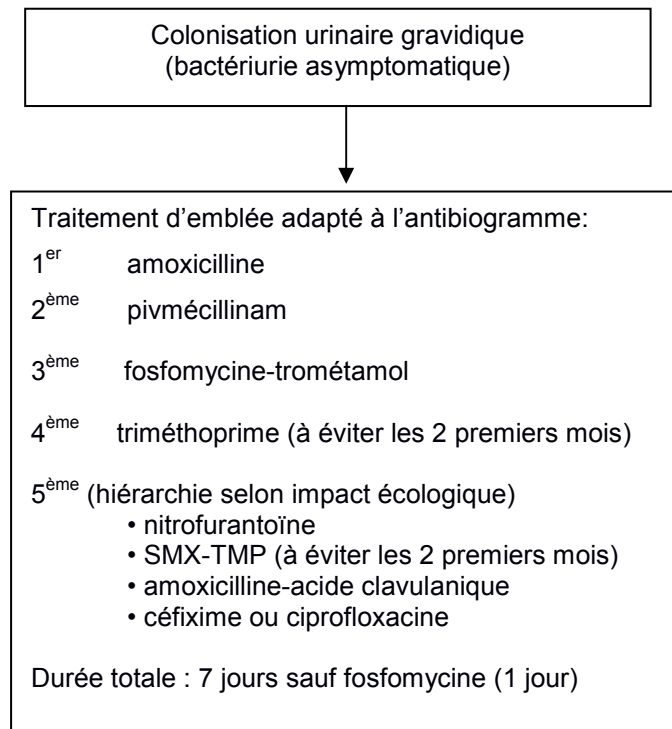 Colonisation urinaire gravidique
(bactériurie asymptomatique)
Traitement d’emblée adapté à l’antibiogramme:
1er amoxicilline
2ème pivmécillinam
3ème fosfomycine-trométamol
4ème triméthoprime (à éviter les 2 premiers mois)
5ème (hiérarchie selon impact écologique)
• nitrofurantoïne
• SMX-TMP (à éviter les 2 premiers mois)
• amoxicilline-acide clavulanique
• céfixime ou ciprofloxacine
Durée totale : 7 jours sauf fosfomycine (1 jour)